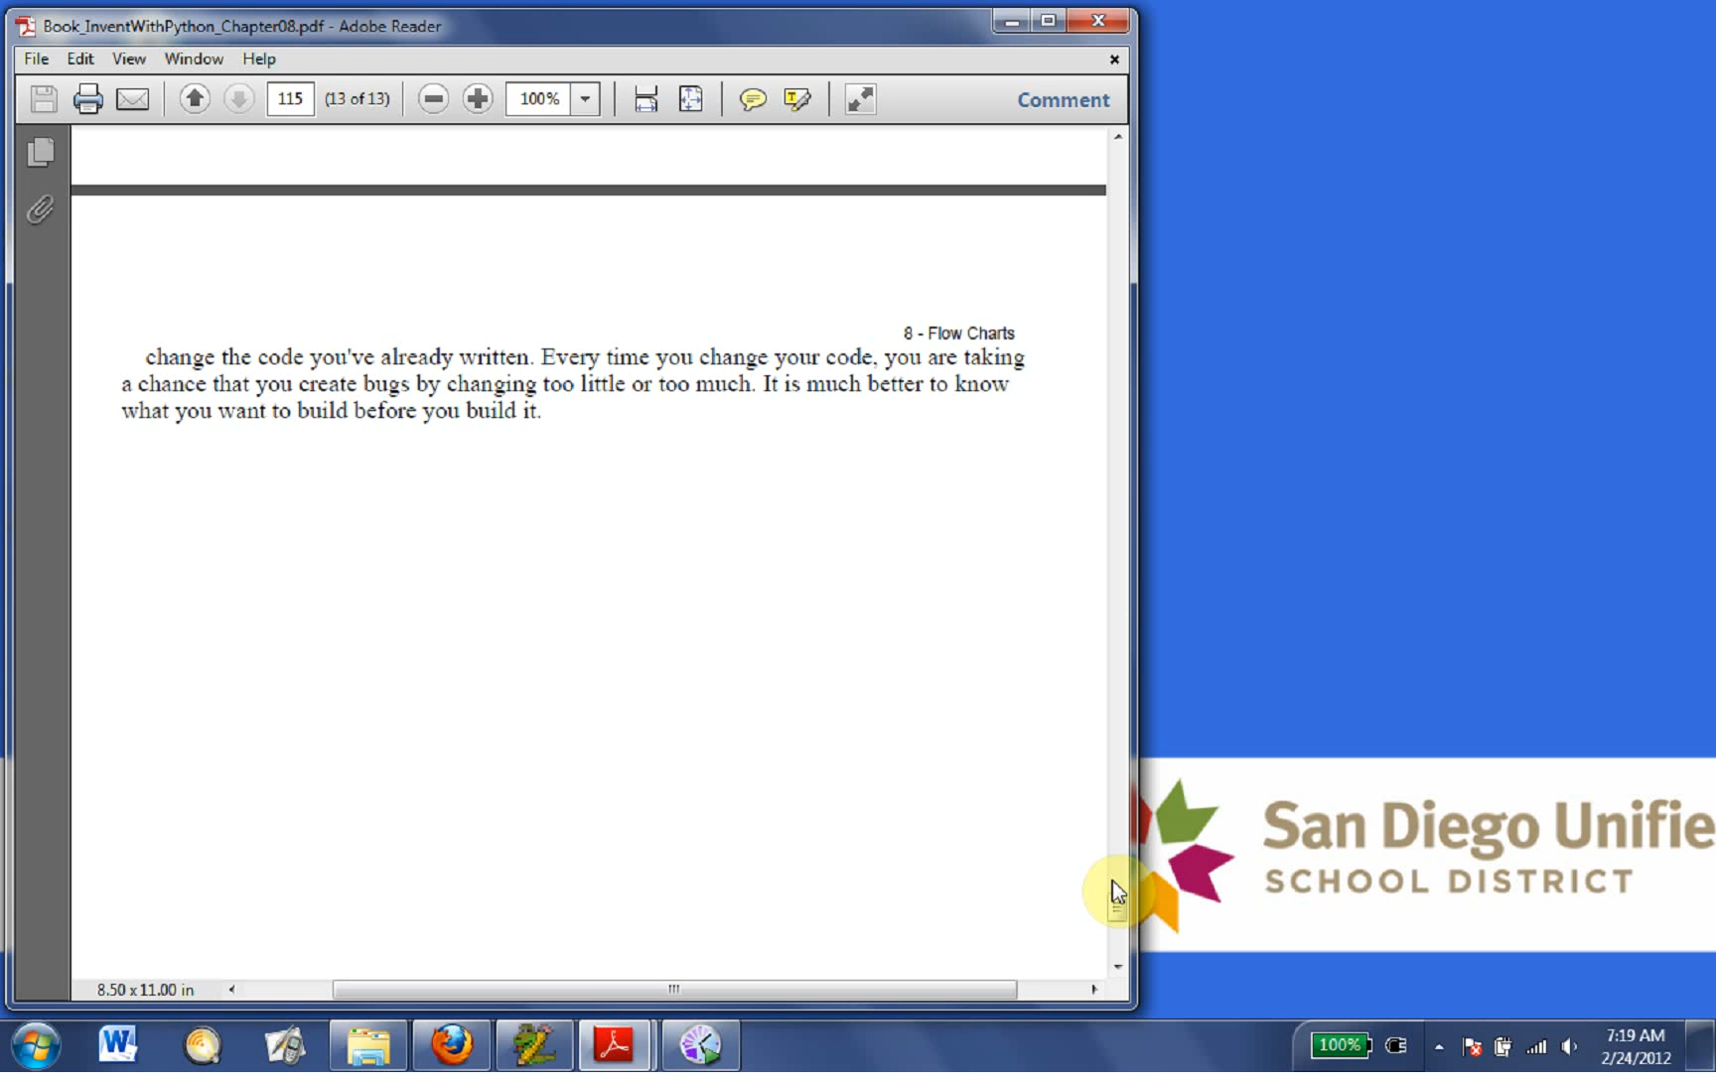 Book_InventWithPython_Chapter08.pdf - Adobe Reader
File Edit View Window Help
115 (13 of 13) 100% Comment
8 - Flow Charts
change the code you've already written. Every time you change your code, you are taking
a chance that you create bugs by changing too little or too much. It is much better to know
what you want to build before you build it.
San Diego Unifie
SCHOOL DISTRICT
8.50 x 11.00 in
100%
7:19 AM
2/24/2012